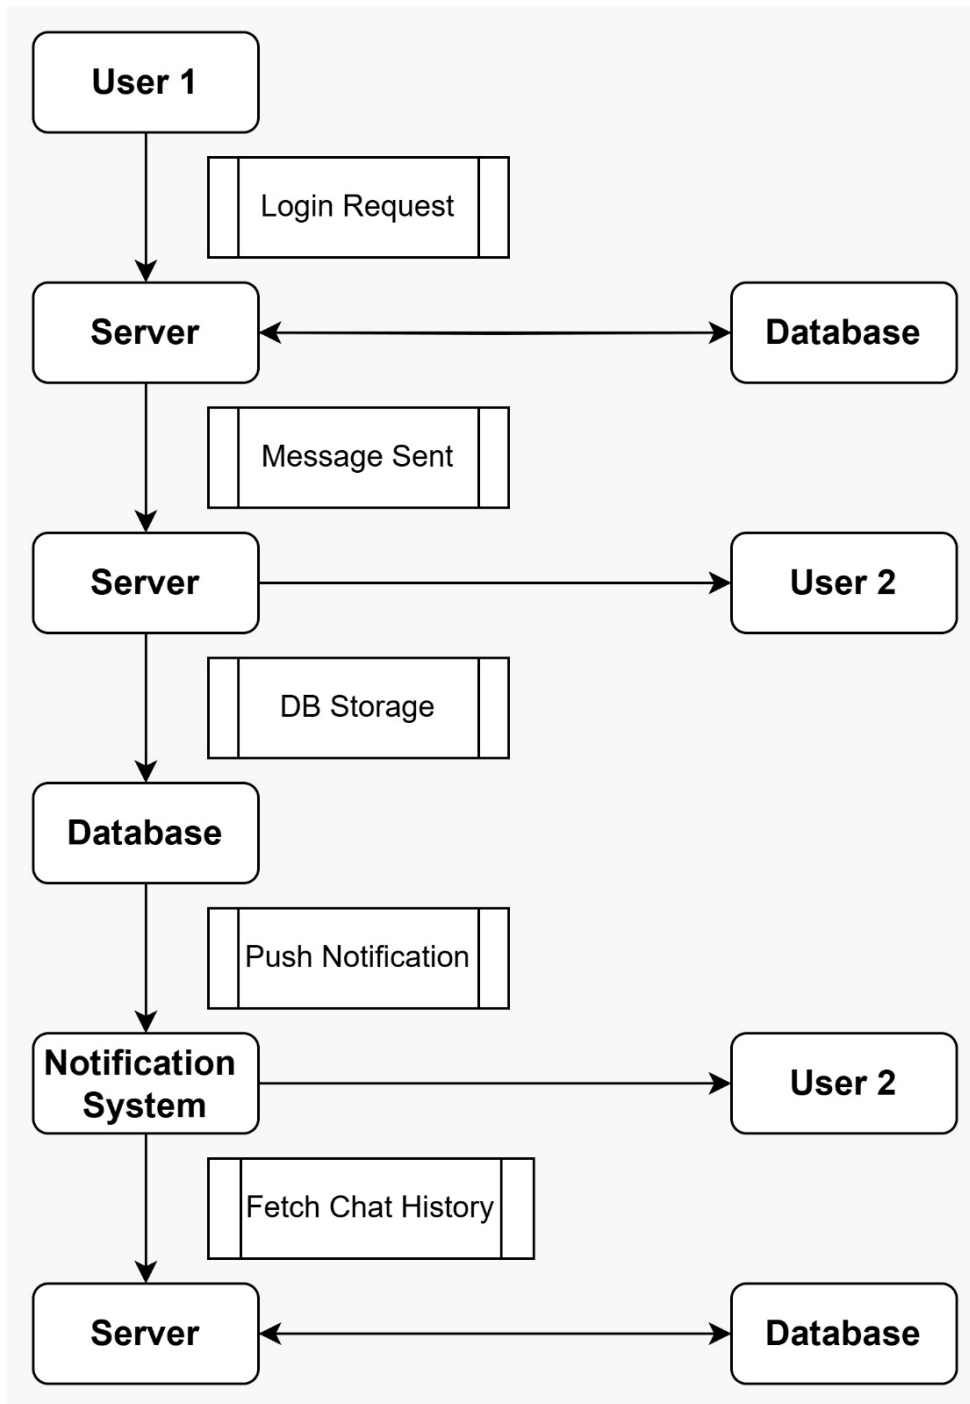 User 1
Login Request
Server
Database
Message Sent
Server
User 2
DB Storage
Database
Push Notification
Notification
System
User 2
Fetch Chat History
Server
Database